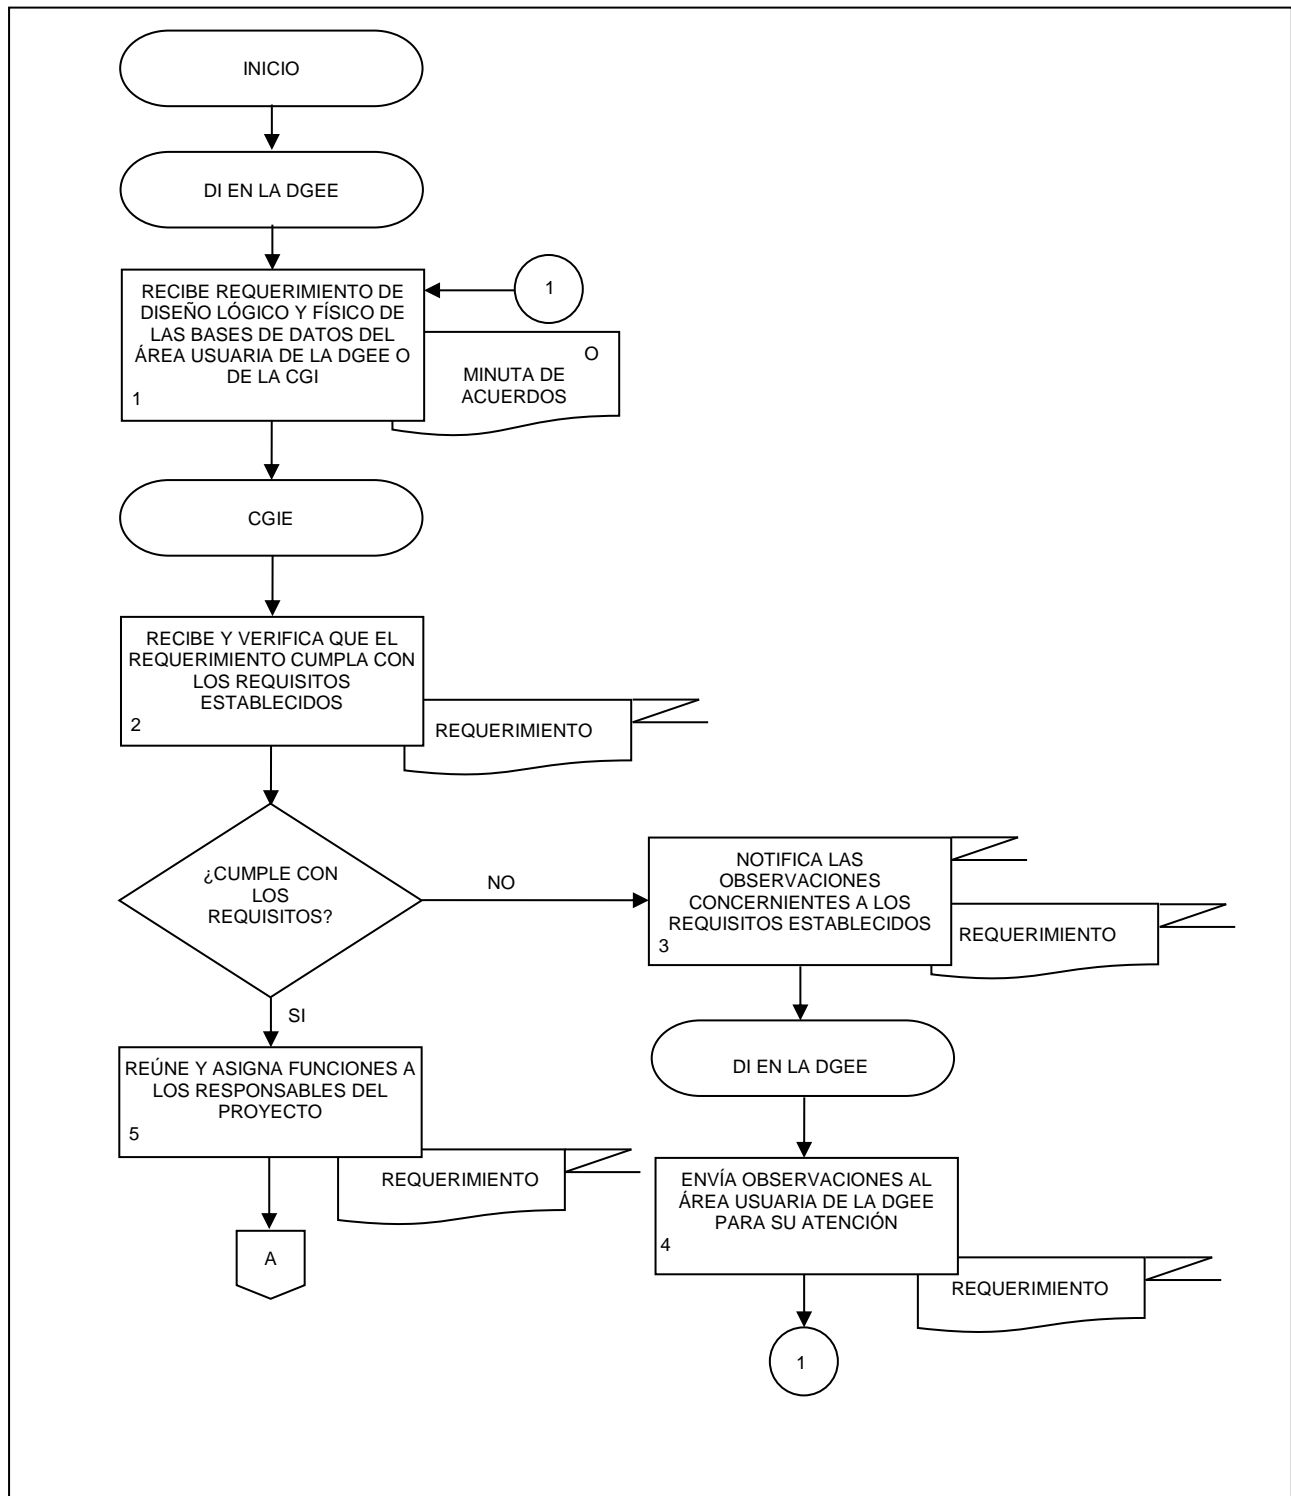 INICIO
DI EN LA DGEE
RECIBE REQUERIMIENTO DE
DISEÑO LÓGICO Y FÍSICO DE
LAS BASES DE DATOS DEL
ÁREA USUARIA DE LA DGEE O
DE LA CGI
1
1
O
MINUTA DE
ACUERDOS
CGIE
RECIBE Y VERIFICA QUE EL
REQUERIMIENTO CUMPLA CON
LOS REQUISITOS
ESTABLECIDOS
2
REQUERIMIENTO
¿CUMPLE CON
LOS
REQUISITOS?
NO
NOTIFICA LAS
OBSERVACIONES
CONCERNIENTES A LOS
REQUISITOS ESTABLECIDOS
3
REQUERIMIENTO
SI
DI EN LA DGEE
REÚNE Y ASIGNA FUNCIONES A
LOS RESPONSABLES DEL
PROYECTO
5
REQUERIMIENTO
A
ENVÍA OBSERVACIONES AL
ÁREA USUARIA DE LA DGEE
PARA SU ATENCIÓN
4
REQUERIMIENTO
1